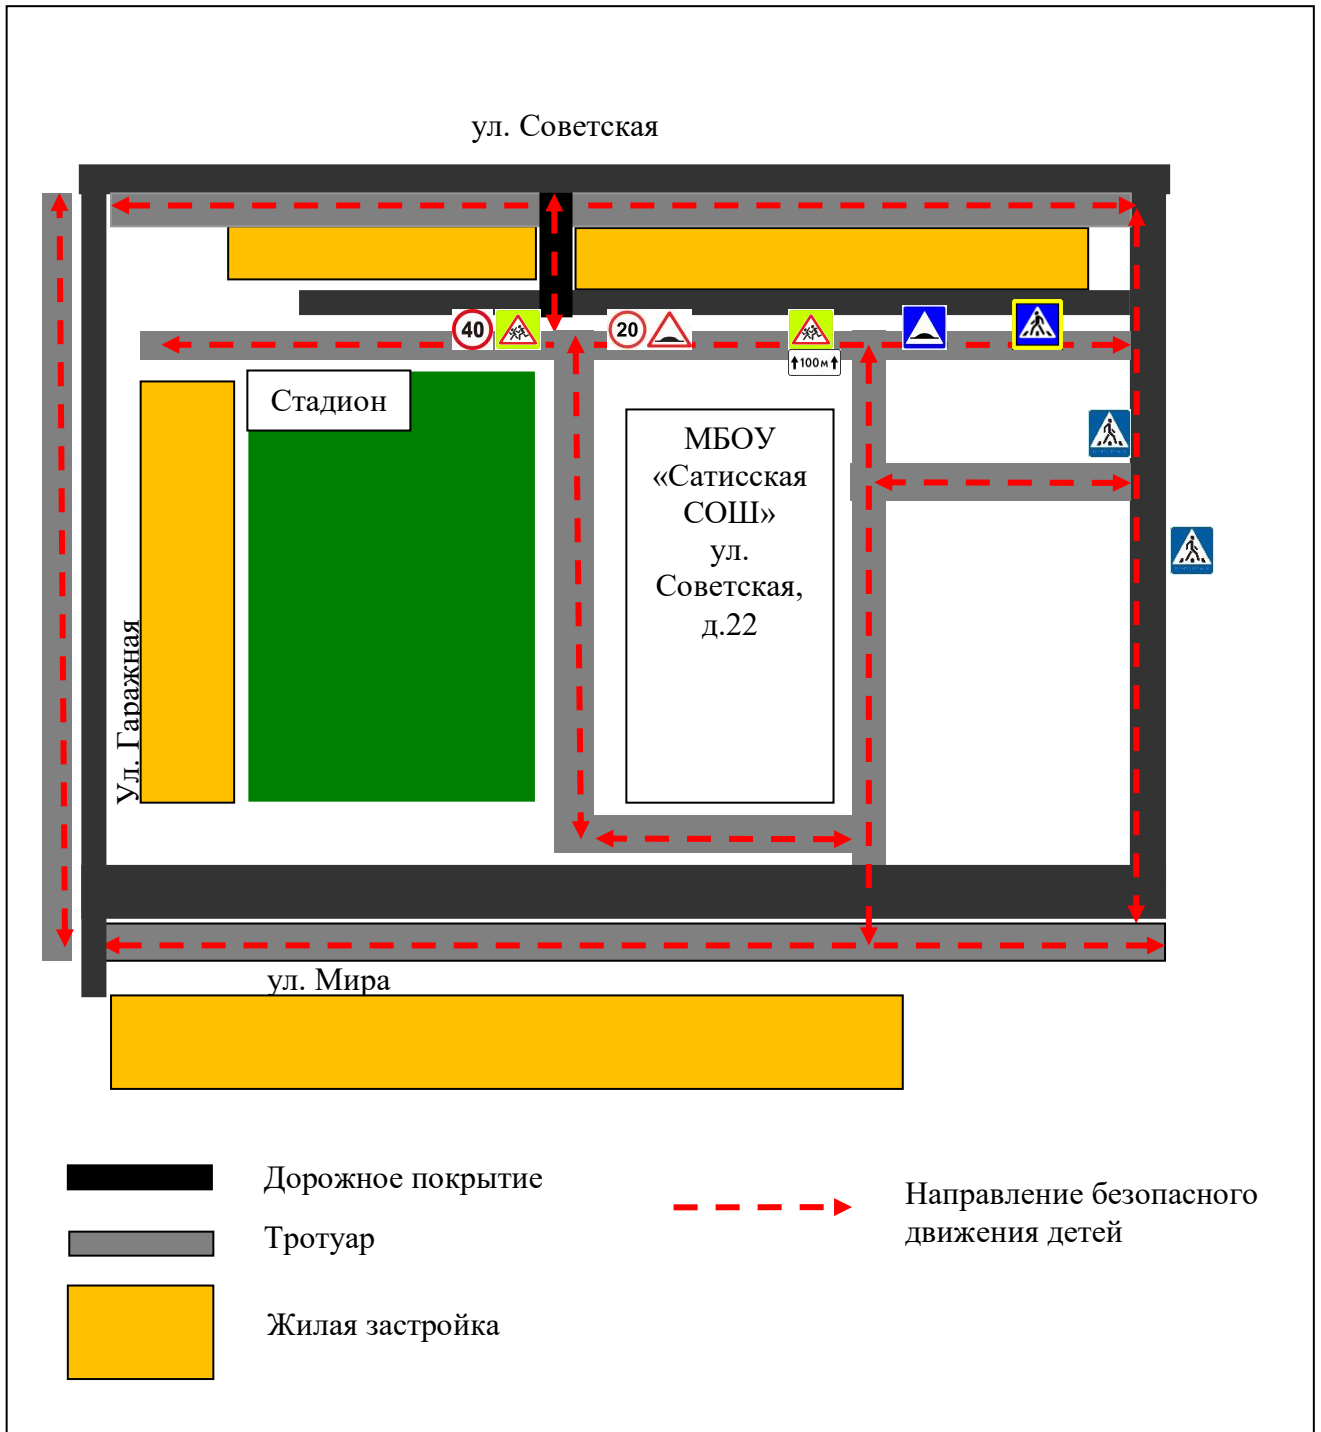 ул. Советская
40
20
↑100м↑
Стадион
МБОУ
«Сатисская
СОШ»
ул.
Советская,
д.22
Ул. Гаражная
ул. Мира
Дорожное покрытие
Тротуар
Жилая застройка
Направление безопасного
движения детей